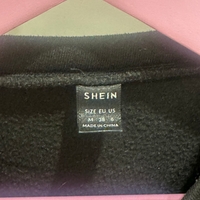 SHEIN
SIZE EU US
M 38 6
MADE IN CHINA